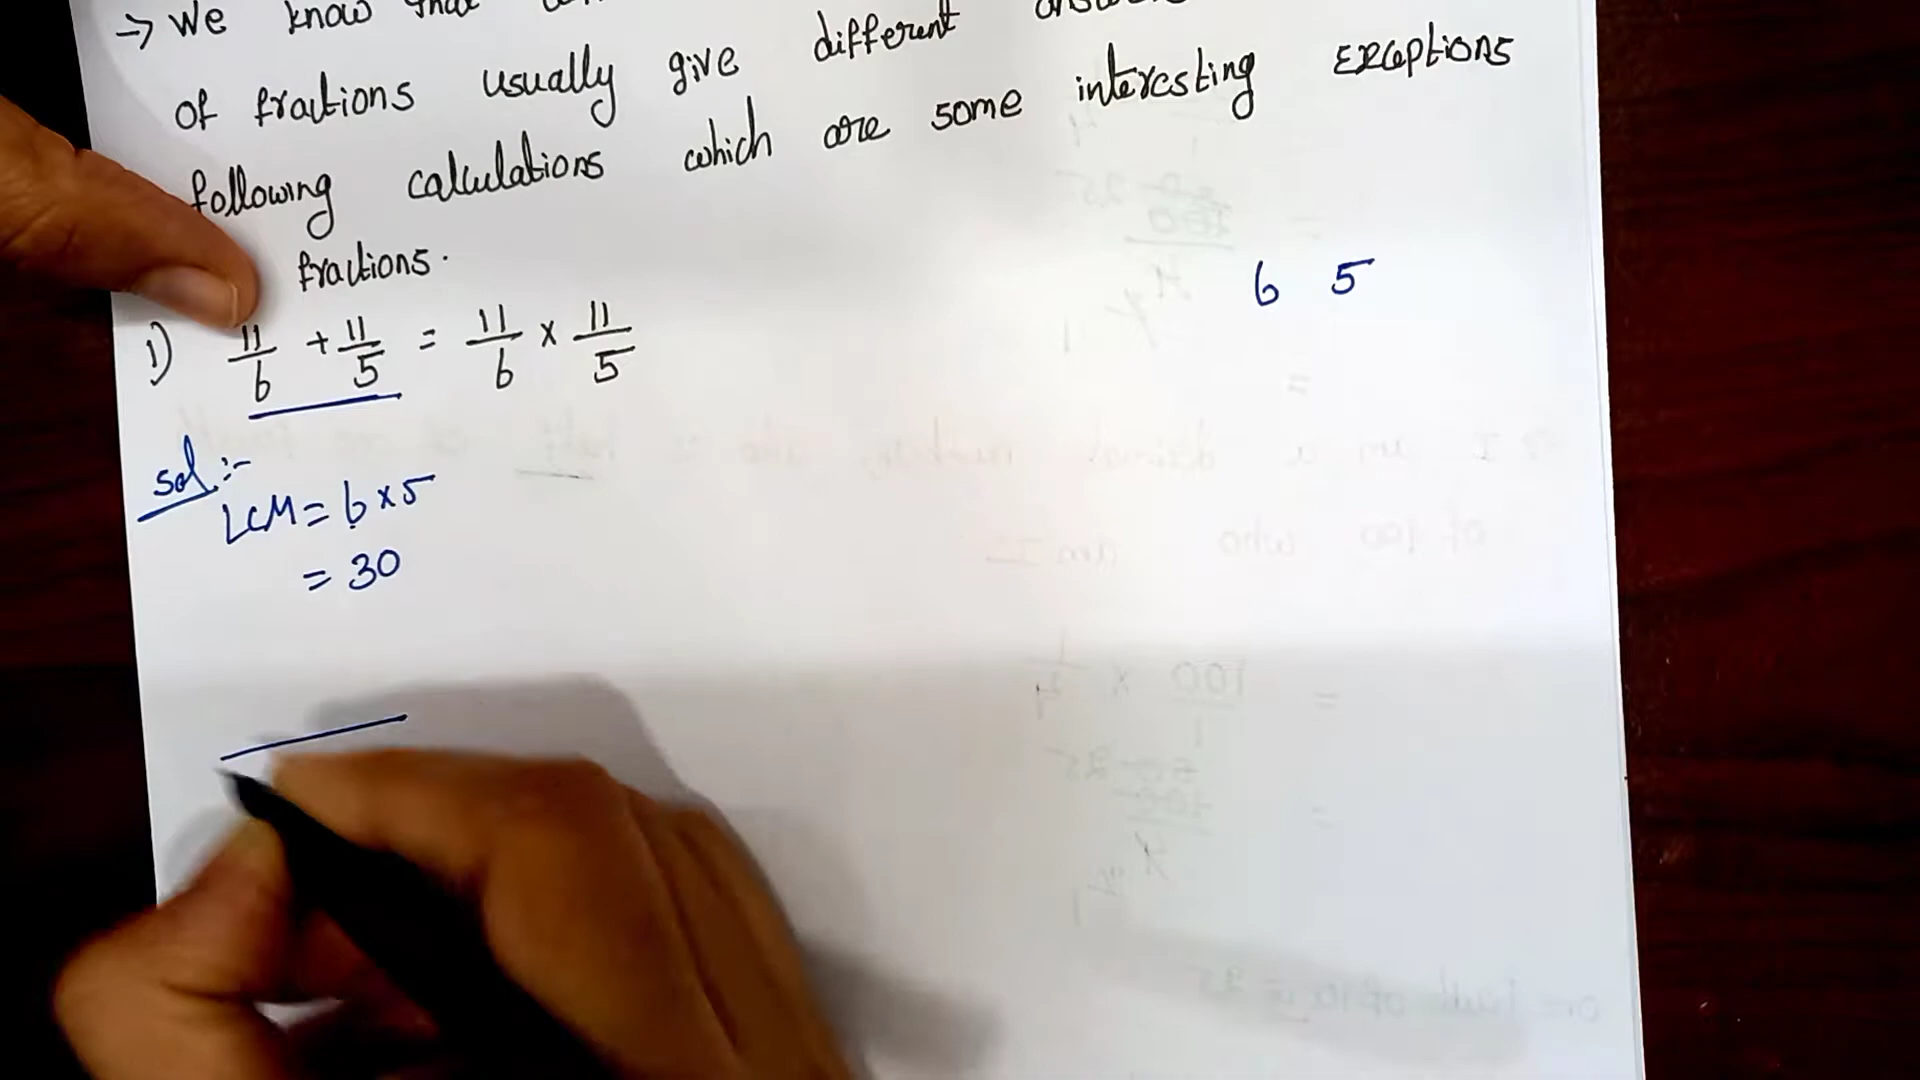 → We know that
of fractions usually give different
following calculations which are some interesting exceptions
fractions.
6 5
1) 11/6 + 11/5 = 11/6 × 11/5
Sol:-
LCM = 6×5
= 30